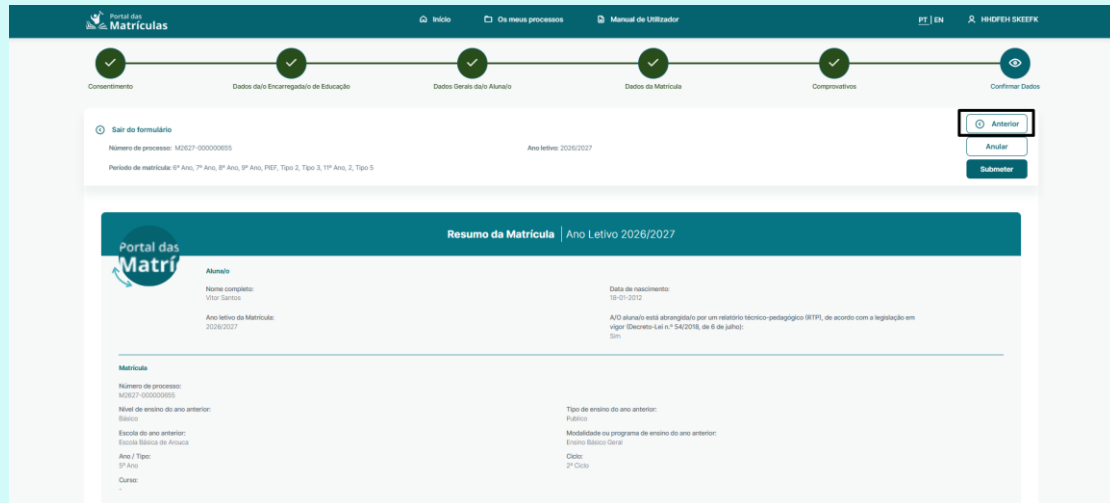 Portal das
Matrículas
Início
Os meus processos
Manual de Utilizador
PT | EN
HHDFEH SKEEFK
Consentimento
Dados da/o Encarregada/o de Educação
Dados Gerais da/o Aluna/o
Dados da Matrícula
Comprovativos
Confirmar Dados
Sair do formulário
Anterior
Número de processo: M2627-000000655
Ano letivo: 2026/2027
Anular
Período de matrícula: 6º Ano, 7º Ano, 8º Ano, 9º Ano, PIEF, Tipo 2, Tipo 3, 11º Ano, 2, Tipo 5
Submeter
Resumo da Matrícula | Ano Letivo 2026/2027
Portal das
Matrí
Aluna/o
Nome completo:
Vitor Santos
Data de nascimento:
18-01-2012
Ano letivo da Matrícula:
2026/2027
A/O aluna/o está abrangida/o por um relatório técnico-pedagógico (RTP), de acordo com a legislação em
vigor (Decreto-Lei n.º 54/2018, de 6 de julho):
Sim
Matrícula
Número de processo:
M2627-000000655
Nível de ensino do ano anterior:
Básico
Tipo de ensino do ano anterior:
Publico
Escola do ano anterior:
Escola Básica de Arouca
Modalidade ou programa de ensino do ano anterior:
Ensino Básico Geral
Ano / Tipo:
5º Ano
Ciclo:
2º Ciclo
Curso:
-